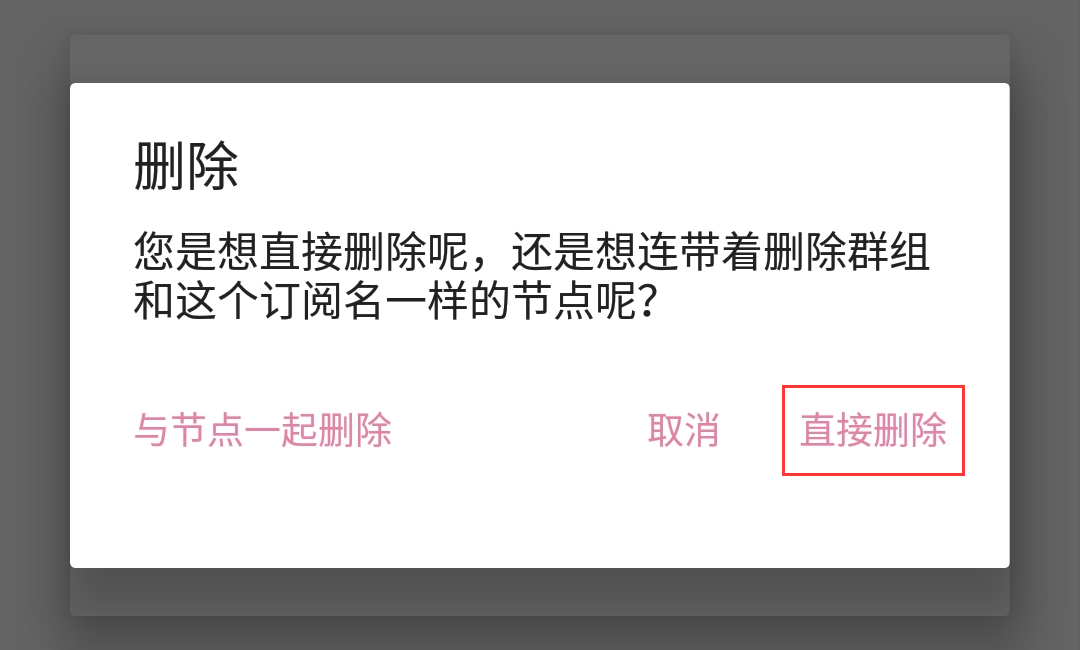 删除
您是想直接删除呢，还是想连带着删除群组
和这个订阅名一样的节点呢？
与节点一起删除 取消 直接删除